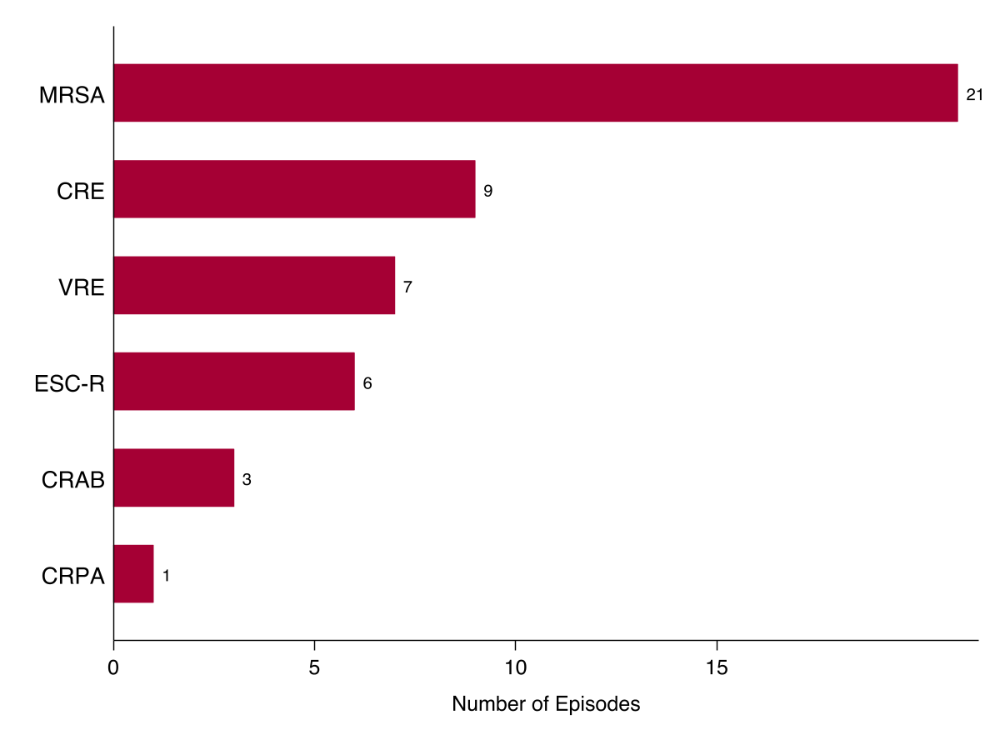 MRSA 21
CRE 9
VRE 7
ESC-R 6
CRAB 3
CRPA 1
0 5 10 15
Number of Episodes